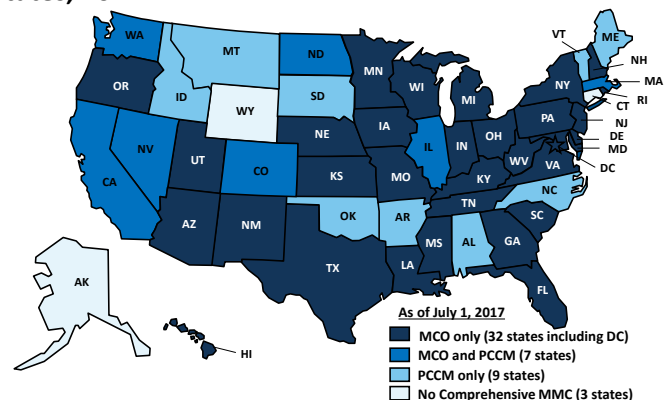 WA
MT
ND
MN
VT
ME
NH
MA
RI
CT
NJ
DE
MD
DC
OR
ID
WY
SD
WI
MI
NY
PA
NV
UT
CO
NE
IA
IL
IN
OH
WV
VA
CA
KS
MO
KY
NC
AZ
NM
OK
AR
TN
SC
TX
LA
MS
AL
GA
FL
AK
HI
As of July 1, 2017
MCO only (32 states including DC)
MCO and PCCM (7 states)
PCCM only (9 states)
No Comprehensive MMC (3 states)